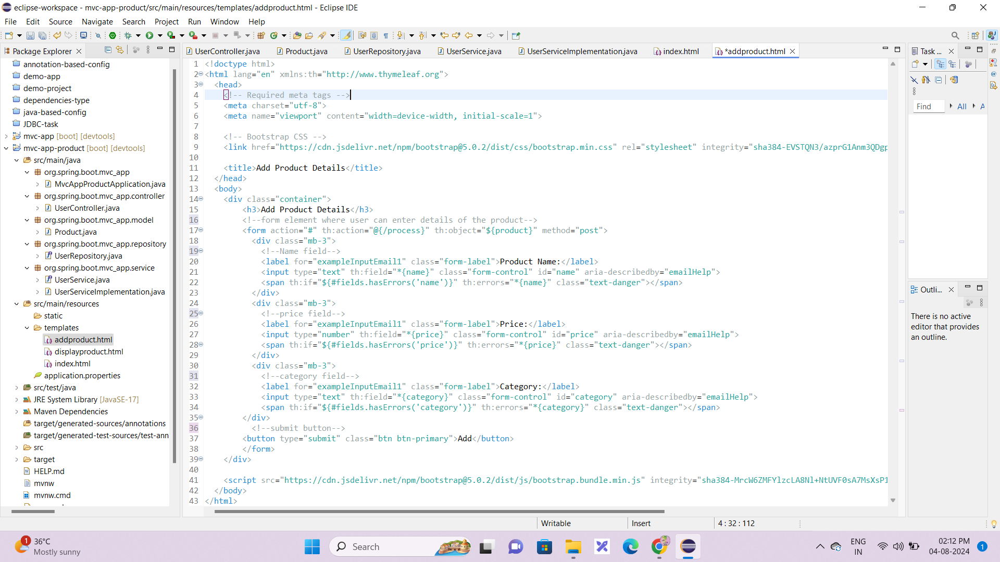 eclipse-workspace - mvc-app-product/src/main/resources/templates/addproduct.html - Eclipse IDE
File Edit Source Navigate Search Project Run Window Help
Package Explorer
annotation-based-config
demo-app
demo-project
dependencies-type
java-based-config
JDBC-task
mvc-app [boot] [devtools]
mvc-app-product [boot] [devtools]
src/main/java
org.spring.boot.mvc_app
MvcAppProductApplication.java
org.spring.boot.mvc_app.controller
UserController.java
org.spring.boot.mvc_app.model
Product.java
org.spring.boot.mvc_app.repository
UserRepository.java
org.spring.boot.mvc_app.service
UserService.java
UserServiceImplementation.java
src/main/resources
static
templates
addproduct.html
displayproduct.html
index.html
application.properties
src/test/java
JRE System Library [JavaSE-17]
Maven Dependencies
target/generated-sources/annotations
target/generated-test-sources/test-ann
src
target
HELP.md
mvnw
mvnw.cmd
UserController.java Product.java UserRepository.java UserService.java UserServiceImplementation.java index.html *addproduct.html
1 <!doctype html>
2 <html lang="en" xmlns:th="http://www.thymeleaf.org">
3 <head>
4 <!-- Required meta tags -->
5 <meta charset="utf-8">
6 <meta name="viewport" content="width=device-width, initial-scale=1">
7
8 <!-- Bootstrap CSS -->
9 <link href="https://cdn.jsdelivr.net/npm/bootstrap@5.0.2/dist/css/bootstrap.min.css" rel="stylesheet" integrity="sha384-EVSTQN3/azprG1Anm3QDgp
10
11 <title>Add Product Details</title>
12 </head>
13 <body>
14 <div class="container">
15 <h3>Add Product Details</h3>
16 <!--form element where user can enter details of the product-->
17 <form action="#" th:action="@{/process}" th:object="${product}" method="post">
18 <div class="mb-3">
19 <!--Name field-->
20 <label for="exampleInputEmail1" class="form-label">Product Name:</label>
21 <input type="text" th:field="*{name}" class="form-control" id="name" aria-describedby="emailHelp">
22 <span th:if="${#fields.hasErrors('name')}" th:errors="*{name}" class="text-danger"></span>
23 </div>
24 <div class="mb-3">
25 <!--price field-->
26 <label for="exampleInputEmail1" class="form-label">Price:</label>
27 <input type="number" th:field="*{price}" class="form-control" id="price" aria-describedby="emailHelp">
28 <span th:if="${#fields.hasErrors('price')}" th:errors="*{price}" class="text-danger"></span>
29 </div>
30 <div class="mb-3">
31 <!--category field-->
32 <label for="exampleInputEmail1" class="form-label">Category:</label>
33 <input type="text" th:field="*{category}" class="form-control" id="category" aria-describedby="emailHelp">
34 <span th:if="${#fields.hasErrors('category')}" th:errors="*{category}" class="text-danger"></span>
35 </div>
36 <!--submit button-->
37 <button type="submit" class="btn btn-primary">Add</button>
38 </form>
39 </div>
40
41 <script src="https://cdn.jsdelivr.net/npm/bootstrap@5.0.2/dist/js/bootstrap.bundle.min.js" integrity="sha384-MrcW6ZMFYlzcLA8Nl+NtUVF0sA7MsXsP1
42 </body>
43 </html>
Task ...
Find All A
Outli...
There is no active
editor that provides
an outline.
Writable Insert 4 : 32 : 112
1
36°C
Mostly sunny
Search
ENG
IN
02:12 PM
04-08-2024
1